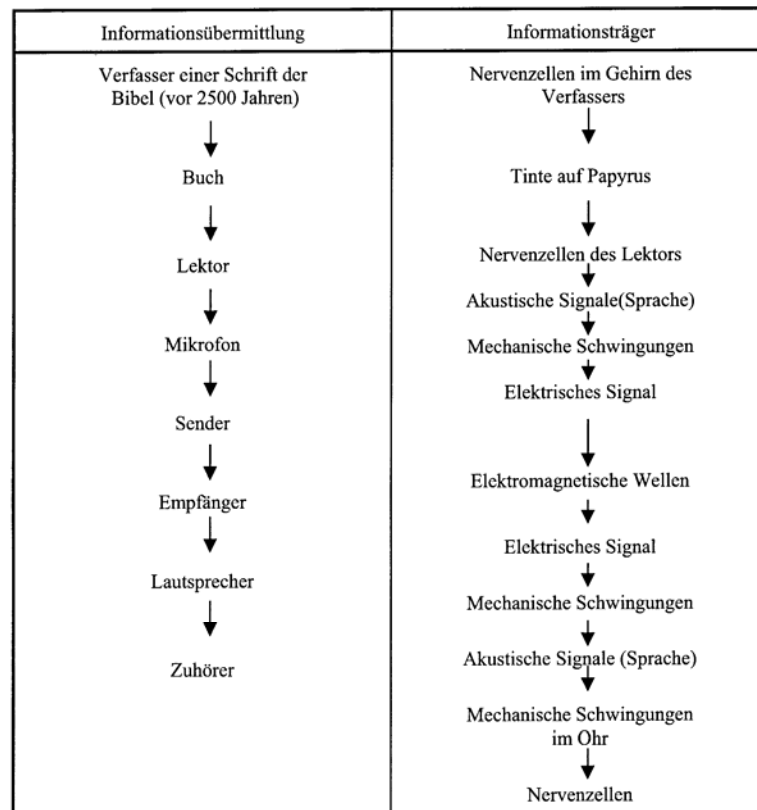 Informationsübermittlung
Verfasser einer Schrift der
Bibel (vor 2500 Jahren)
Buch
Lektor
Mikrofon
Sender
Empfänger
Lautsprecher
Zuhörer
Informationsträger
Nervenzellen im Gehirn des
Verfassers
Tinte auf Papyrus
Nervenzellen des Lektors
Akustische Signale(Sprache)
Mechanische Schwingungen
Elektrisches Signal
Elektromagnetische Wellen
Elektrisches Signal
Mechanische Schwingungen
Akustische Signale (Sprache)
Mechanische Schwingungen
im Ohr
Nervenzellen